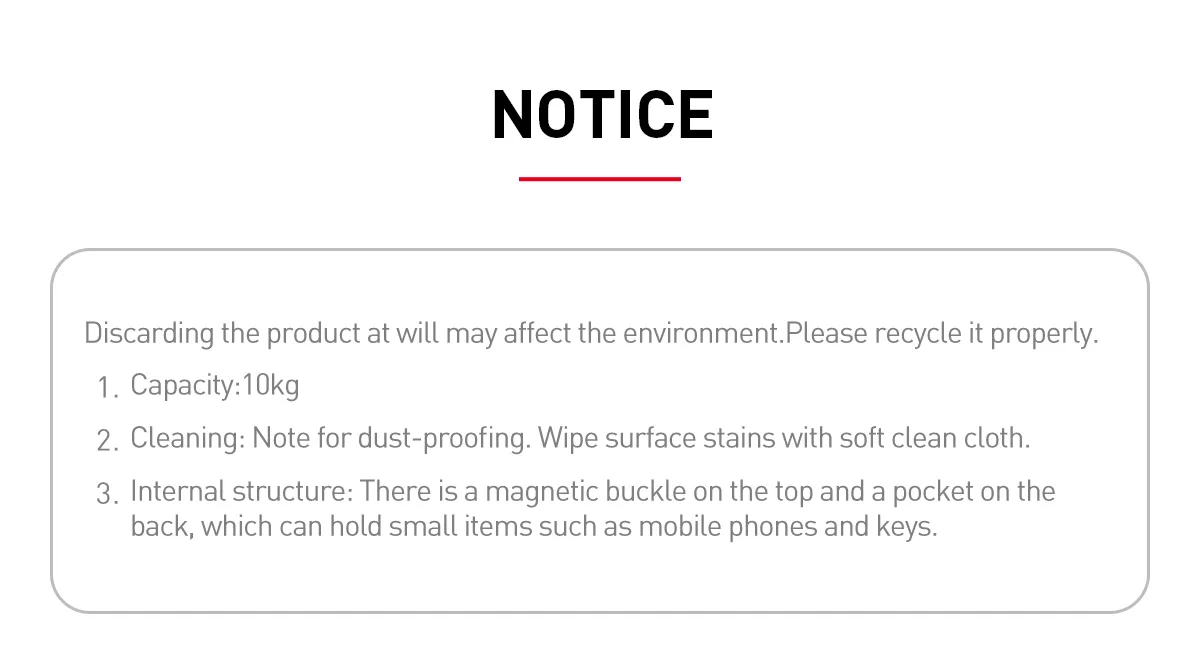 NOTICE
Discarding the product at will may affect the environment.Please recycle it properly.
1. Capacity:10kg
2. Cleaning: Note for dust-proofing. Wipe surface stains with soft clean cloth.
3. Internal structure: There is a magnetic buckle on the top and a pocket on the
back, which can hold small items such as mobile phones and keys.